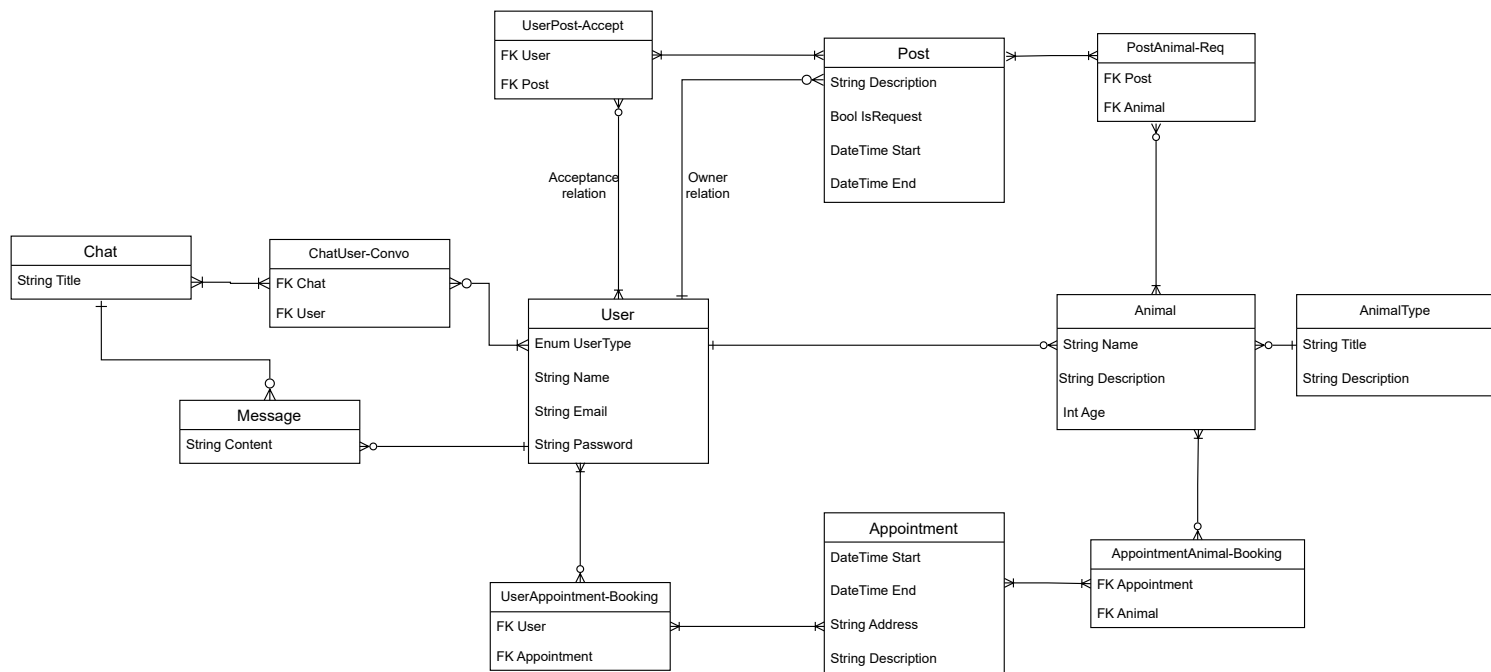 UserPost-Accept
FK User
FK Post
Post
String Description
Bool IsRequest
DateTime Start
DateTime End
PostAnimal-Req
FK Post
FK Animal
Acceptance
relation
Owner
relation
Chat
String Title
ChatUser-Convo
FK Chat
FK User
User
Enum UserType
String Name
String Email
String Password
Animal
String Name
String Description
Int Age
AnimalType
String Title
String Description
Message
String Content
UserAppointment-Booking
FK User
FK Appointment
Appointment
DateTime Start
DateTime End
String Address
String Description
AppointmentAnimal-Booking
FK Appointment
FK Animal